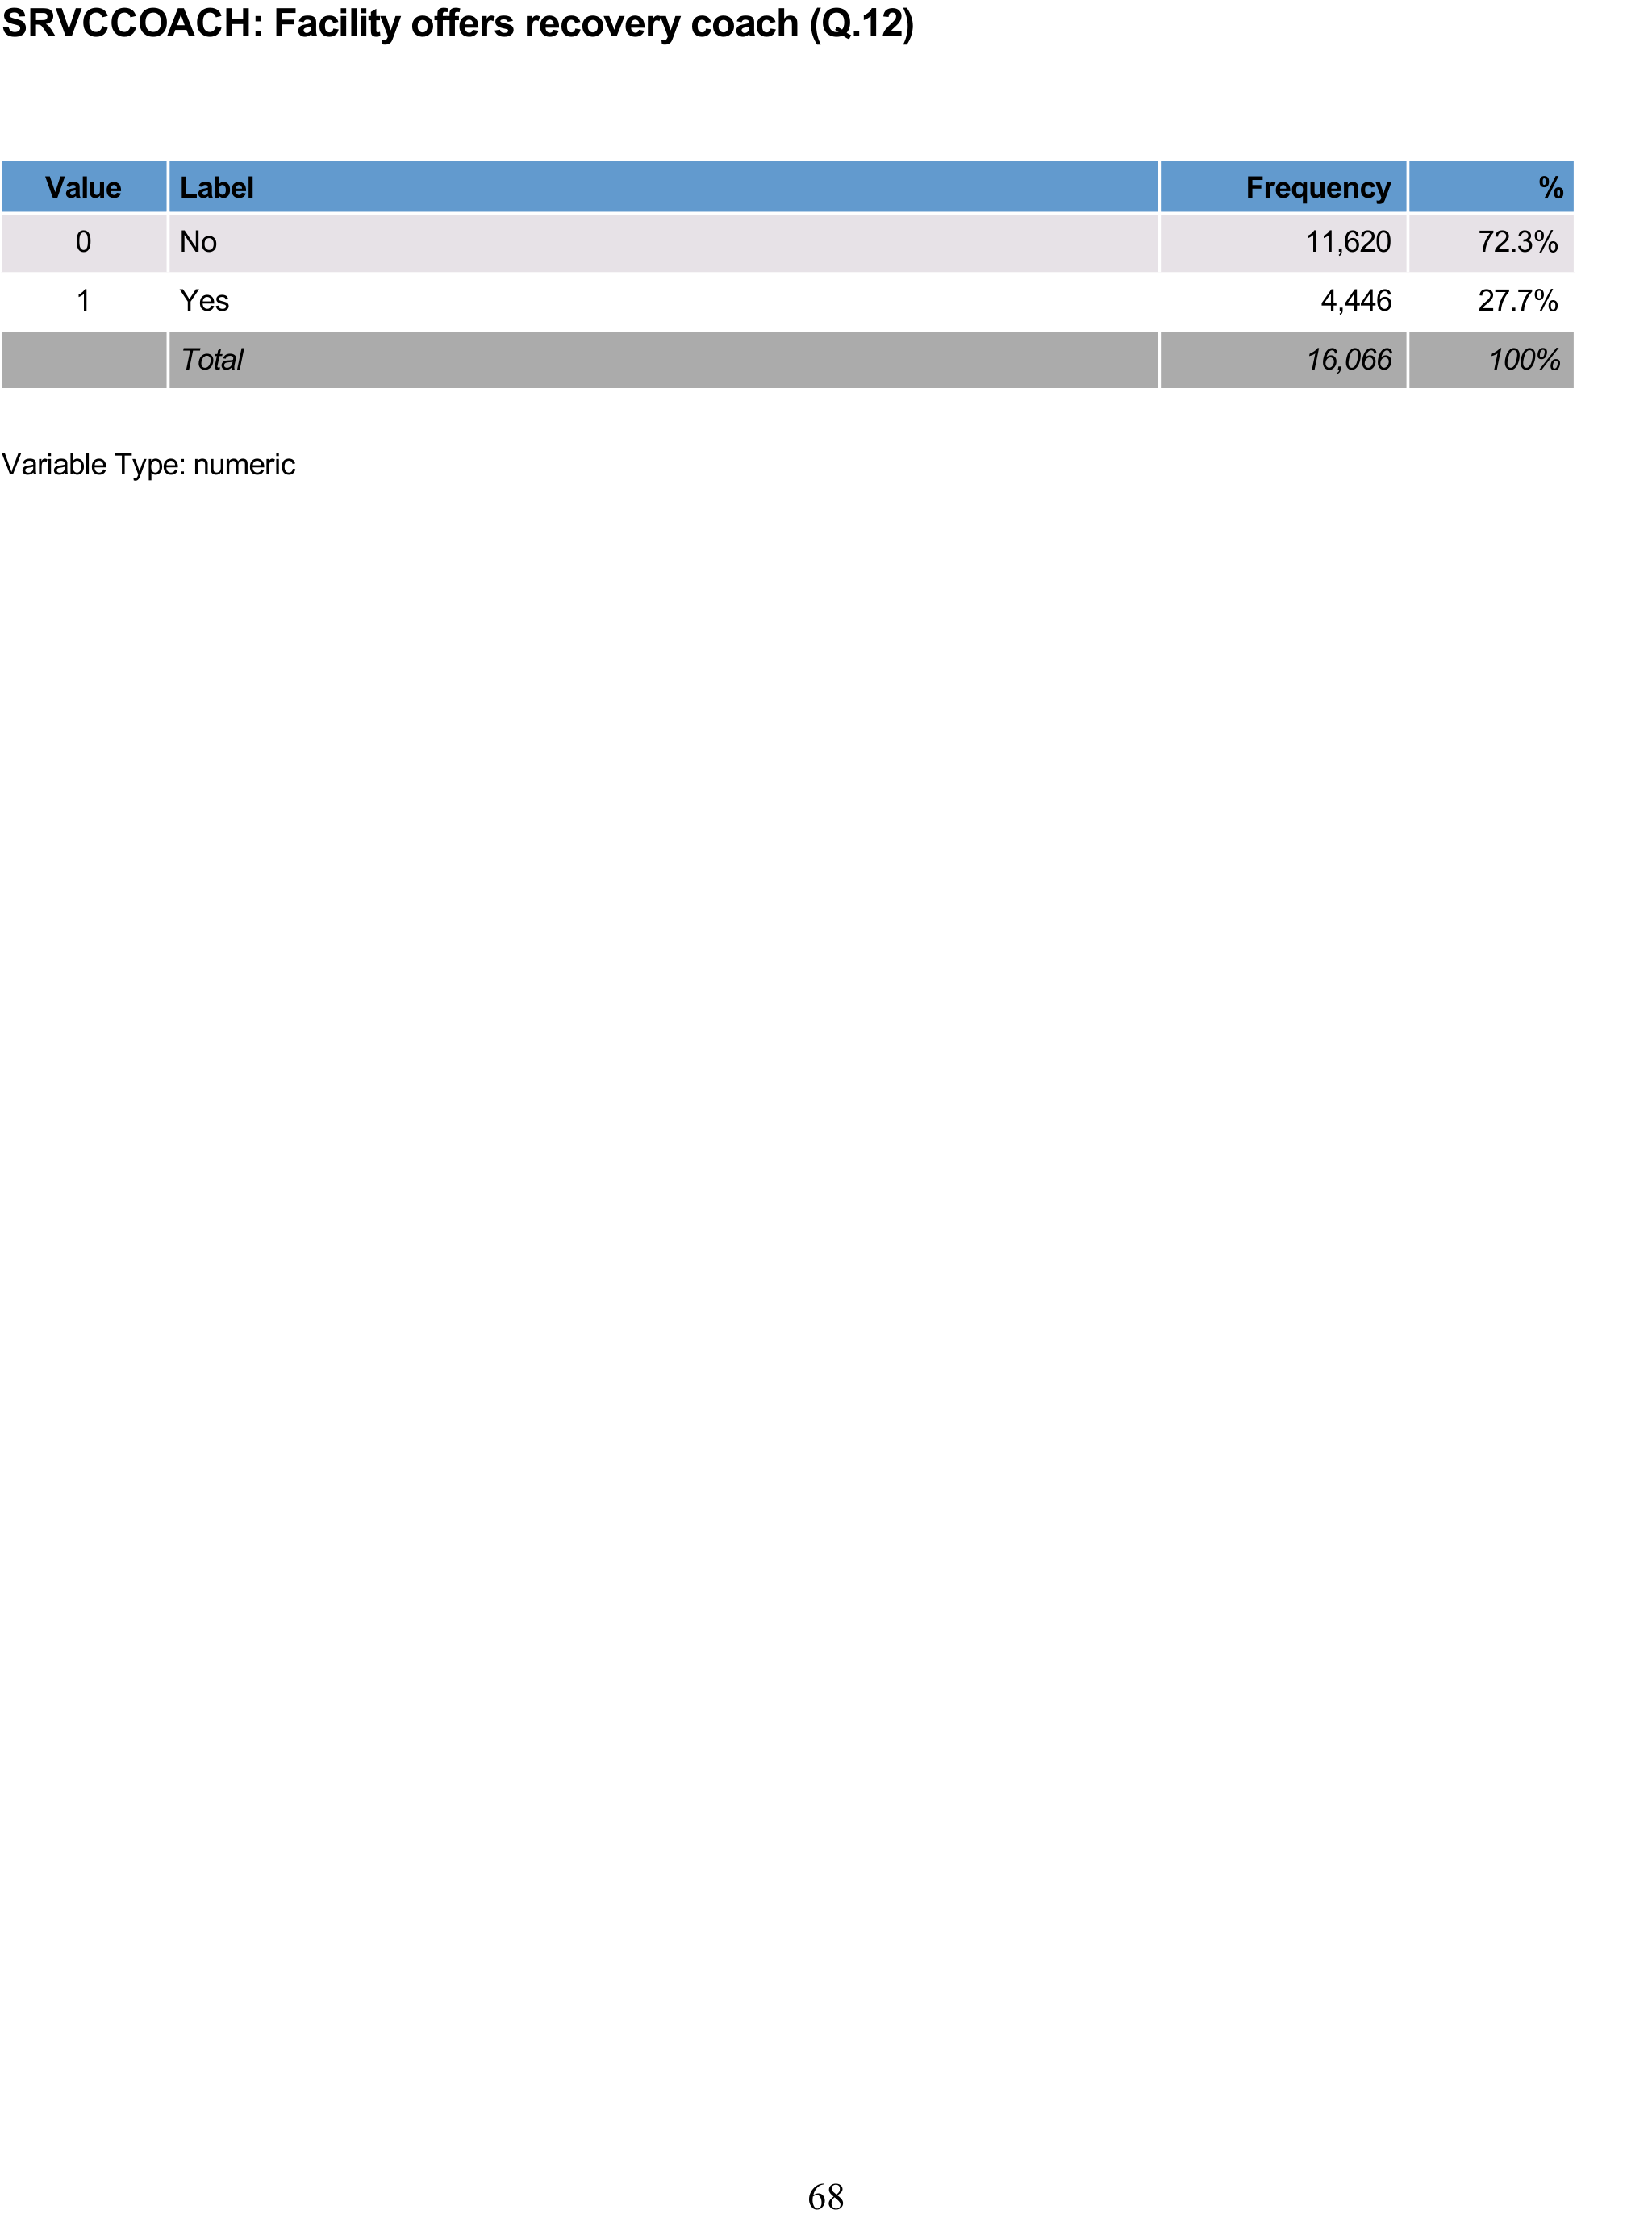 SRVCCOACH: Facility offers recovery coach (Q.12)
Value Label Frequency %
0 No 11,620 72.3%
1 Yes 4,446 27.7%
Total 16,066 100%
Variable Type: numeric
68